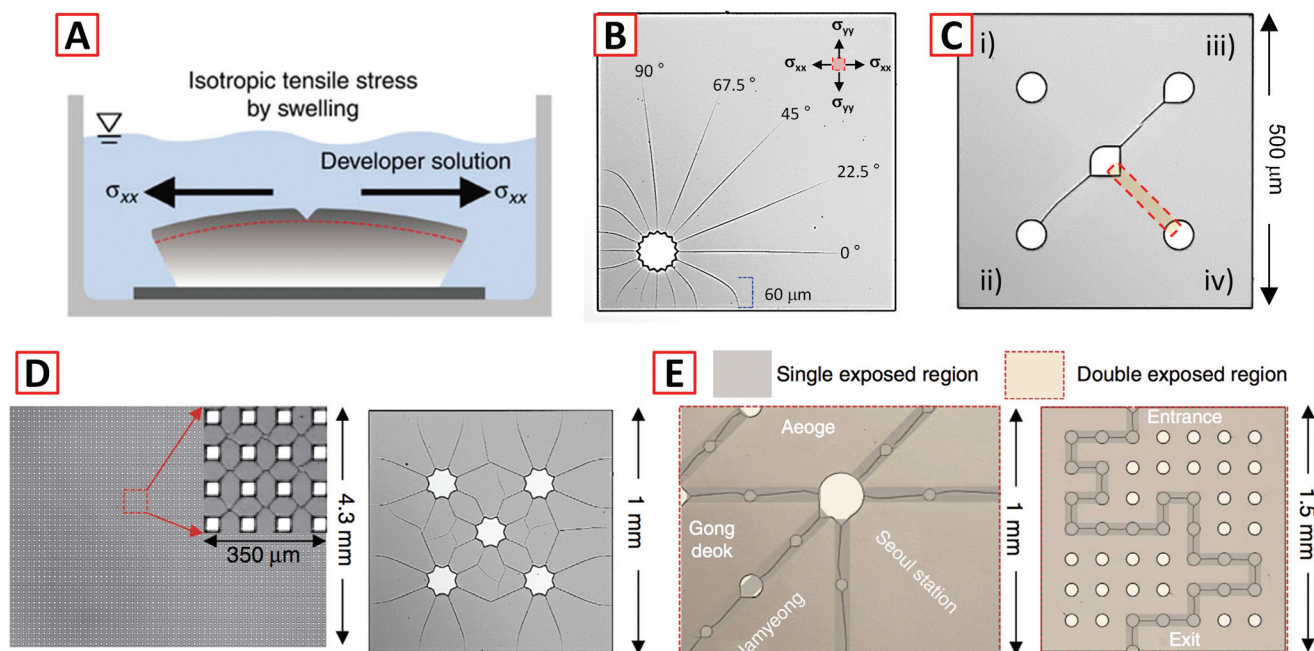 A
Isotropic tensile stress
by swelling
Developer solution
σxx
σxx
B
90 °
67.5 °
45 °
22.5 °
0 °
60 μm
σyy
σxx
σxx
σyy
C
i)
iii)
ii)
iv)
500 μm
D
350 μm
4.3 mm
1 mm
E
Single exposed region
Double exposed region
Aeoge
Gong
deok
Seoul station
lamyeong
1 mm
Entrance
Exit
1.5 mm